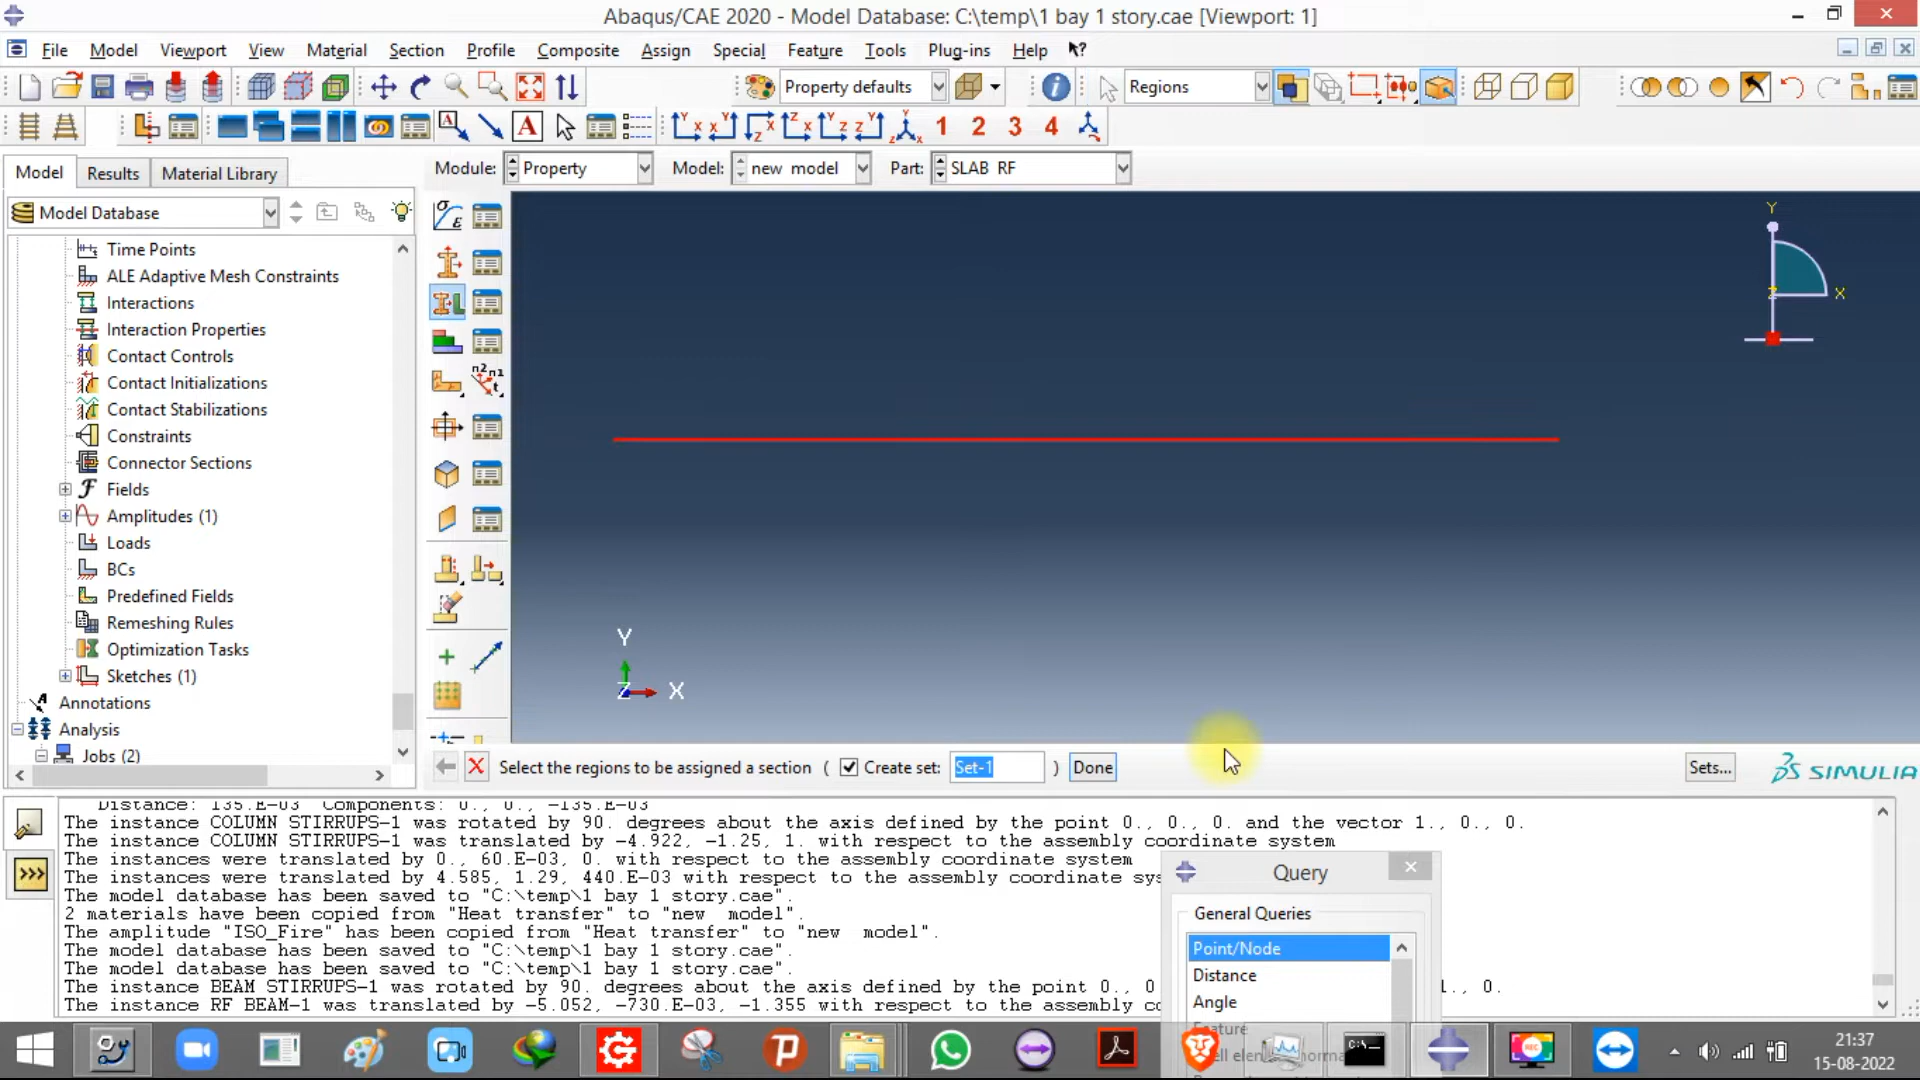 Abaqus/CAE 2020 - Model Database: C:\temp\1 bay 1 story.cae [Viewport: 1]
File Model Viewport View Material Section Profile Composite Assign Special Feature Tools Plug-ins Help
Property defaults
Regions
A
1 2 3 4
Model Results Material Library
Module: Property Model: new model Part: SLAB RF
Model Database
Time Points
ALE Adaptive Mesh Constraints
Interactions
Interaction Properties
Contact Controls
Contact Initializations
Contact Stabilizations
Constraints
Connector Sections
Fields
Amplitudes (1)
Loads
BCs
Predefined Fields
Remeshing Rules
Optimization Tasks
Sketches (1)
Annotations
Analysis
Jobs (2)
Y
Z X
Y
Z X
Select the regions to be assigned a section ( Create set: Set-1 ) Done
Sets...
SIMULIA
Distance: 135.E-03 Components: 0., 0., -135.E-03
The instance COLUMN STIRRUPS-1 was rotated by 90. degrees about the axis defined by the point 0., 0., 0. and the vector 1., 0., 0.
The instance COLUMN STIRRUPS-1 was translated by -4.922, -1.25, 1. with respect to the assembly coordinate system
The instances were translated by 0., 60.E-03, 0. with respect to the assembly coordinate system
The instances were translated by 4.585, 1.29, 440.E-03 with respect to the assembly coordinate sy
The model database has been saved to "C:\temp\1 bay 1 story.cae".
2 materials have been copied from "Heat transfer" to "new model".
The amplitude "ISO_Fire" has been copied from "Heat transfer" to "new model".
The model database has been saved to "C:\temp\1 bay 1 story.cae".
The model database has been saved to "C:\temp\1 bay 1 story.cae".
The instance BEAM STIRRUPS-1 was rotated by 90. degrees about the axis defined by the point 0., 0 1., 0.
The instance RF BEAM-1 was translated by -5.052, -730.E-03, -1.355 with respect to the assembly co
Query
General Queries
Point/Node
Distance
Angle
Feature
21:37
15-08-2022